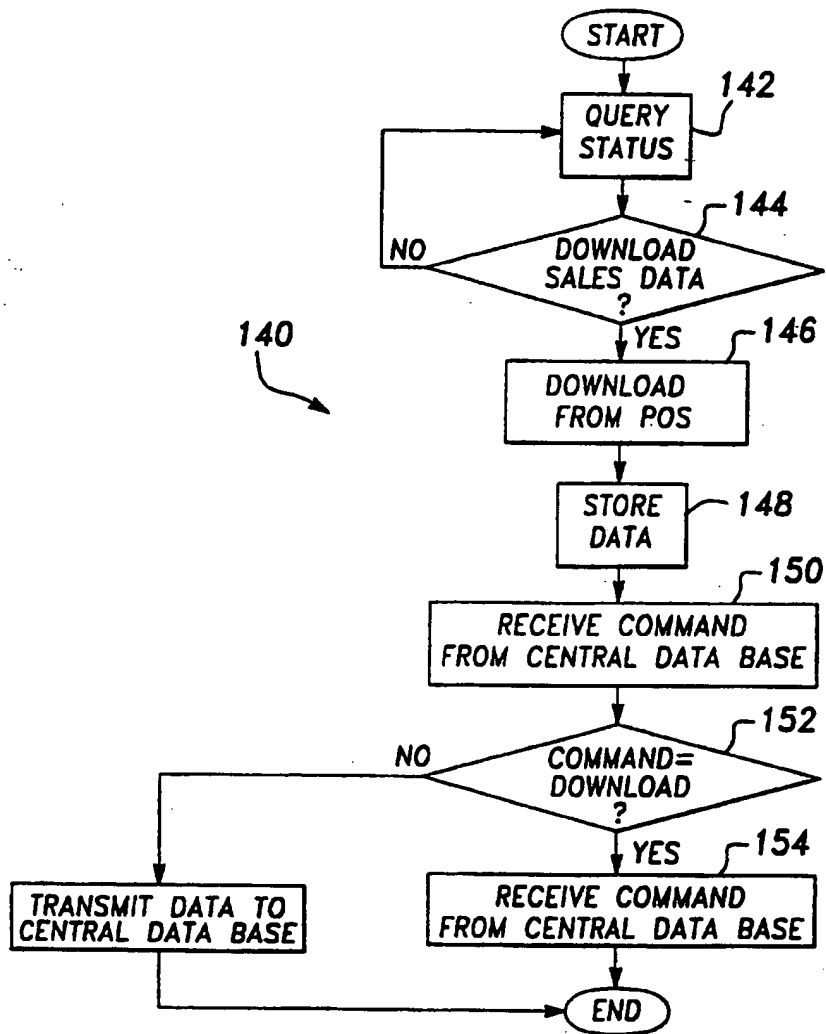 START
142
QUERY
STATUS
144
NO
DOWNLOAD
SALES DATA
?
140
YES
146
DOWNLOAD
FROM POS
STORE
DATA
148
150
RECEIVE COMMAND
FROM CENTRAL DATA BASE
152
NO
COMMAND=
DOWNLOAD
?
YES
154
TRANSMIT DATA TO
CENTRAL DATA BASE
RECEIVE COMMAND
FROM CENTRAL DATA BASE
END